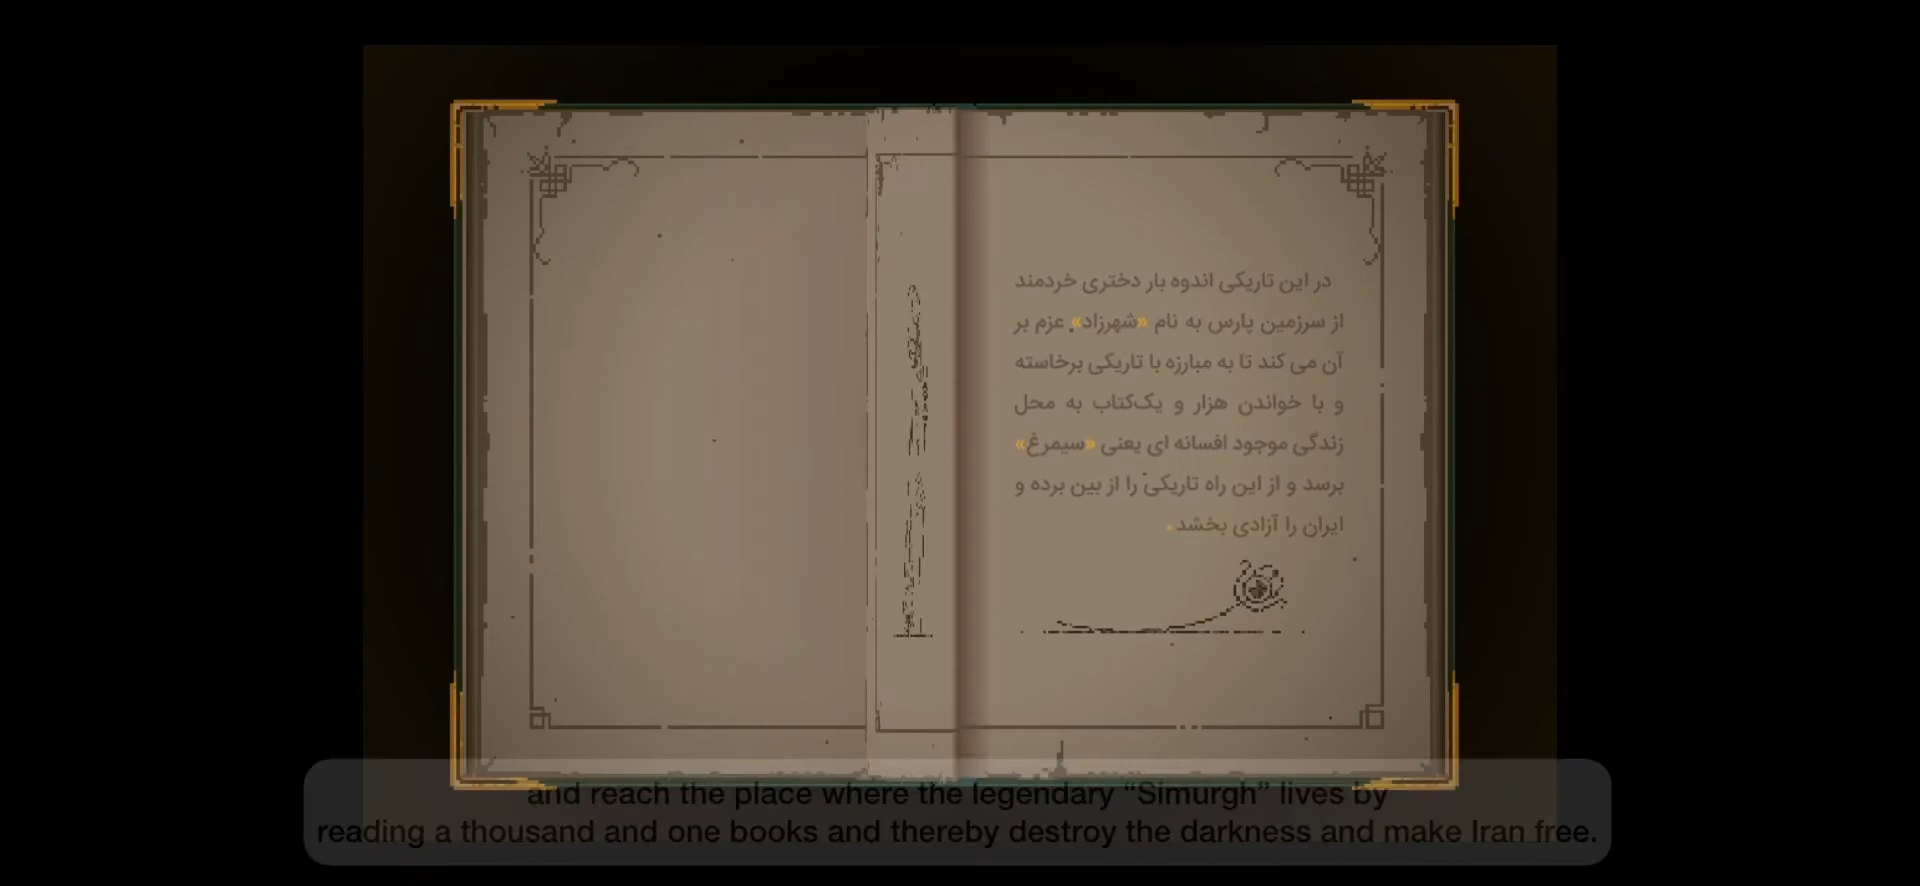 در این تاریکی اندوه بار دختری خردمند
از سرزمین پارس به نام «شهرزاد» عزم بر
آن می کند تا به مبارزه با تاریکی برخاسته
و با خواندن هزار و یک‌کتاب به محل
زندگی موجود افسانه ای یعنی «سیمرغ»
برسد و از این راه تاریکی را از بین برده و
ایران را آزادی بخشد.
and reach the place where the legendary “Simurgh” lives by
reading a thousand and one books and thereby destroy the darkness and make Iran free.